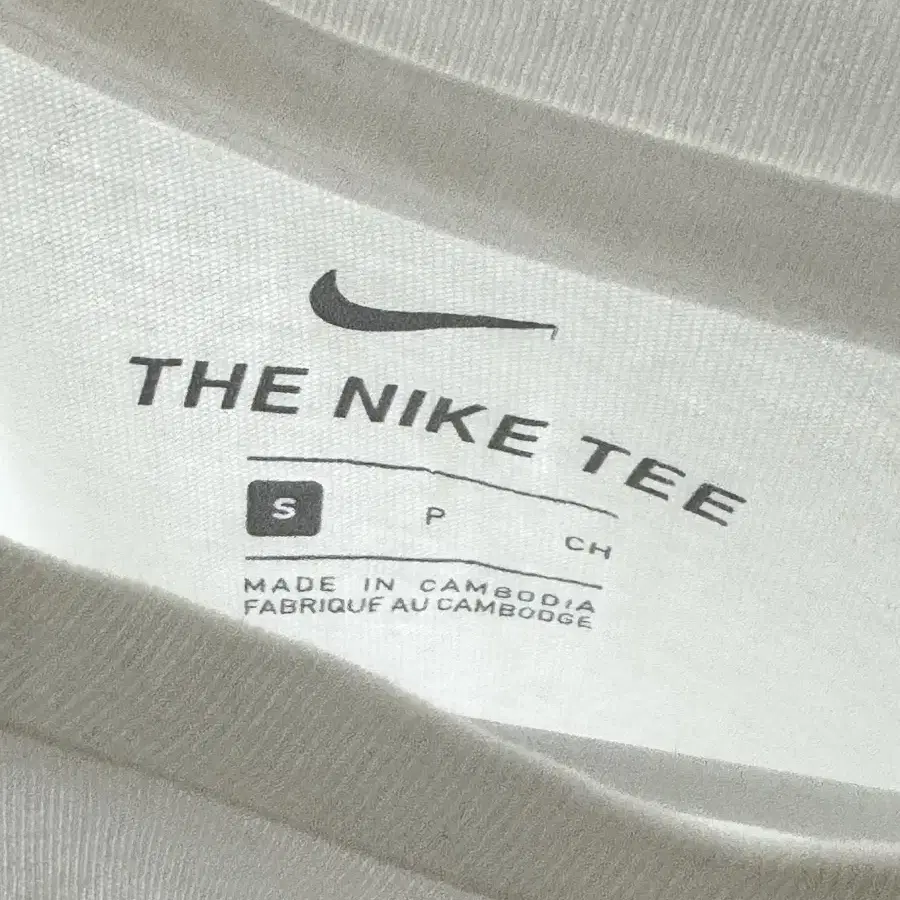 THE NIKE TEE
S P CH
MADE IN CAMBODIA
FABRIQUE AU CAMBODGE